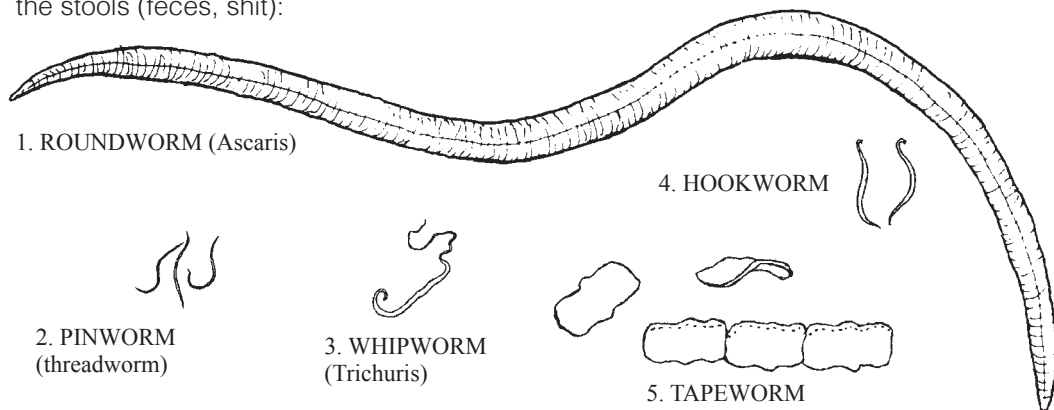 the stools (feces, shit):
1. ROUNDWORM (Ascaris)
4. HOOKWORM
2. PINWORM
(threadworm)
3. WHIPWORM
(Trichuris)
5. TAPEWORM